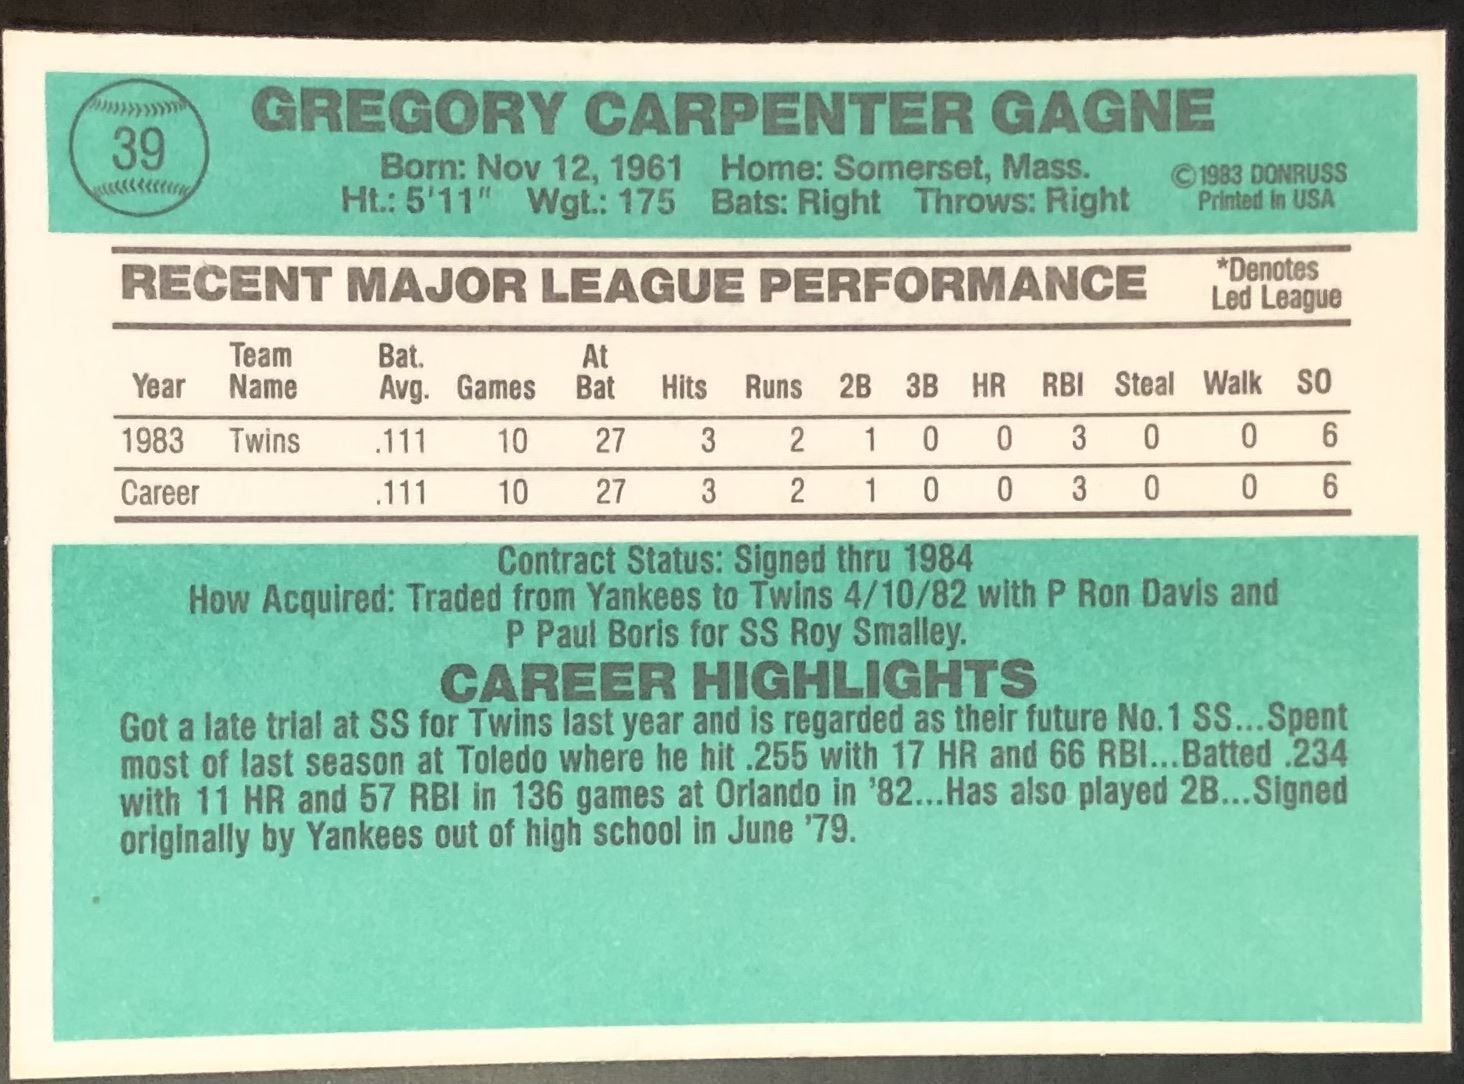 39
GREGORY CARPENTER GAGNE
Born: Nov 12, 1961 Home: Somerset, Mass.
Ht.: 5'11" Wgt.: 175 Bats: Right Throws: Right
©1983 DONRUSS
Printed in USA
RECENT MAJOR LEAGUE PERFORMANCE
*Denotes
Led League
Year Team Name Bat. Avg. Games At Bat Hits Runs 2B 3B HR RBI Steal Walk SO
1983 Twins .111 10 27 3 2 1 0 0 3 0 0 6
Career .111 10 27 3 2 1 0 0 3 0 0 6
Contract Status: Signed thru 1984
How Acquired: Traded from Yankees to Twins 4/10/82 with P Ron Davis and
P Paul Boris for SS Roy Smalley.
CAREER HIGHLIGHTS
Got a late trial at SS for Twins last year and is regarded as their future No.1 SS...Spent
most of last season at Toledo where he hit .255 with 17 HR and 66 RBI...Batted .234
with 11 HR and 57 RBI in 136 games at Orlando in '82...Has also played 2B...Signed
originally by Yankees out of high school in June '79.